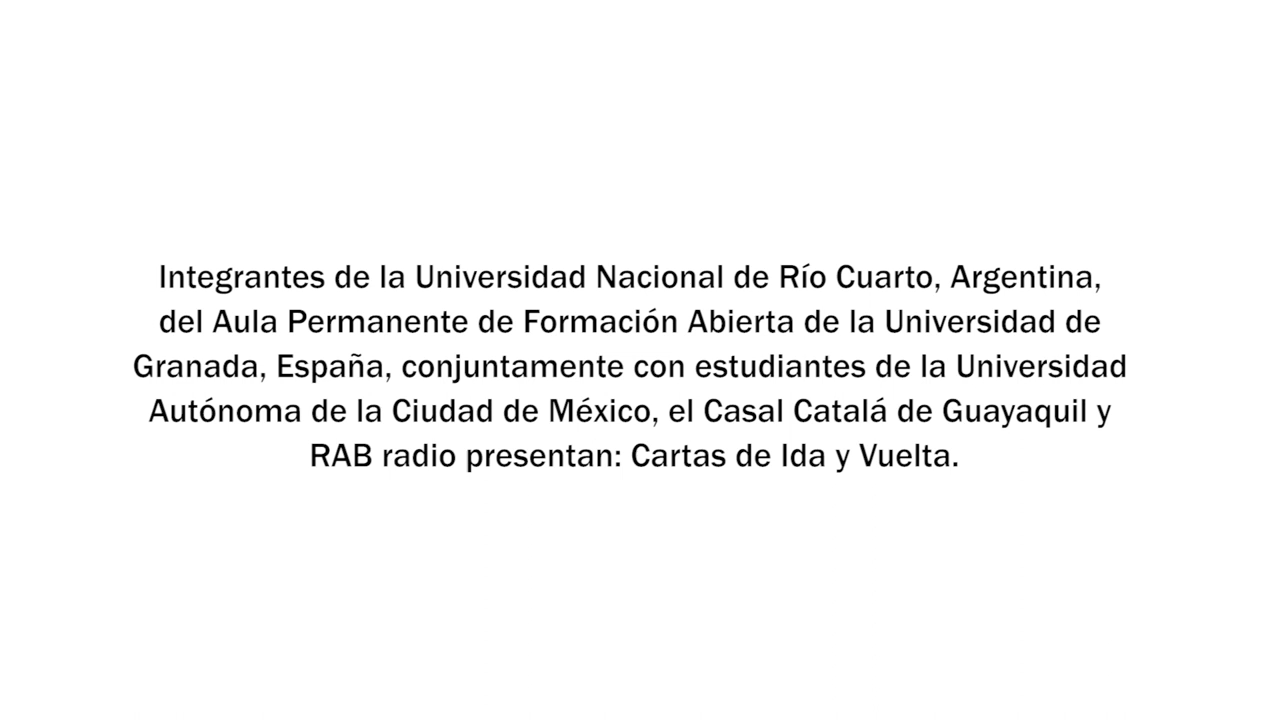 Integrantes de la Universidad Nacional de Río Cuarto, Argentina,
del Aula Permanente de Formación Abierta de la Universidad de
Granada, España, conjuntamente con estudiantes de la Universidad
Autónoma de la Ciudad de México, el Casal Catalá de Guayaquil y
RAB radio presentan: Cartas de Ida y Vuelta.